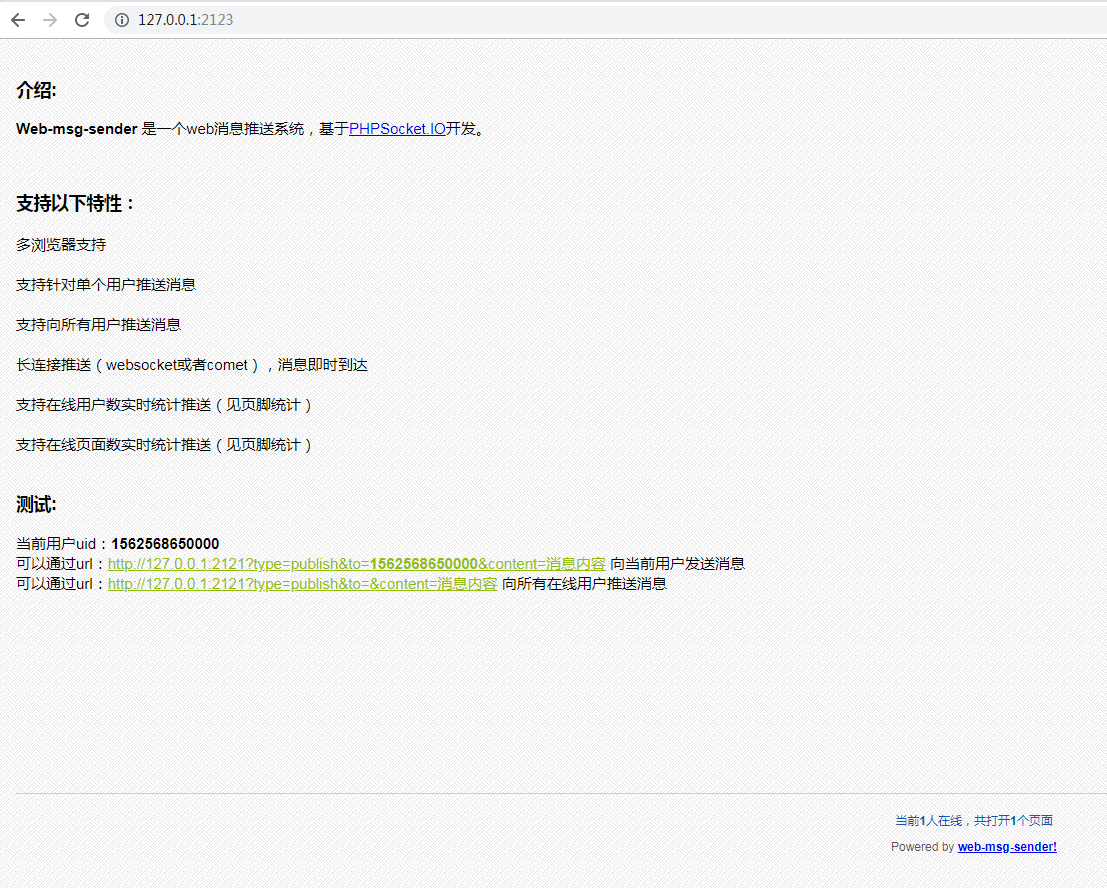 127.0.0.1:2123
介绍:
Web-msg-sender 是一个web消息推送系统，基于PHPSocket.IO开发。
支持以下特性：
多浏览器支持
支持针对单个用户推送消息
支持向所有用户推送消息
长连接推送（websocket或者comet），消息即时到达
支持在线用户数实时统计推送（见页脚统计）
支持在线页面数实时统计推送（见页脚统计）
测试:
当前用户uid：1562568650000
可以通过url：http://127.0.0.1:2121?type=publish&to=1562568650000&content=消息内容 向当前用户发送消息
可以通过url：http://127.0.0.1:2121?type=publish&to=&content=消息内容 向所有在线用户推送消息
当前1人在线，共打开1个页面
Powered by web-msg-sender!